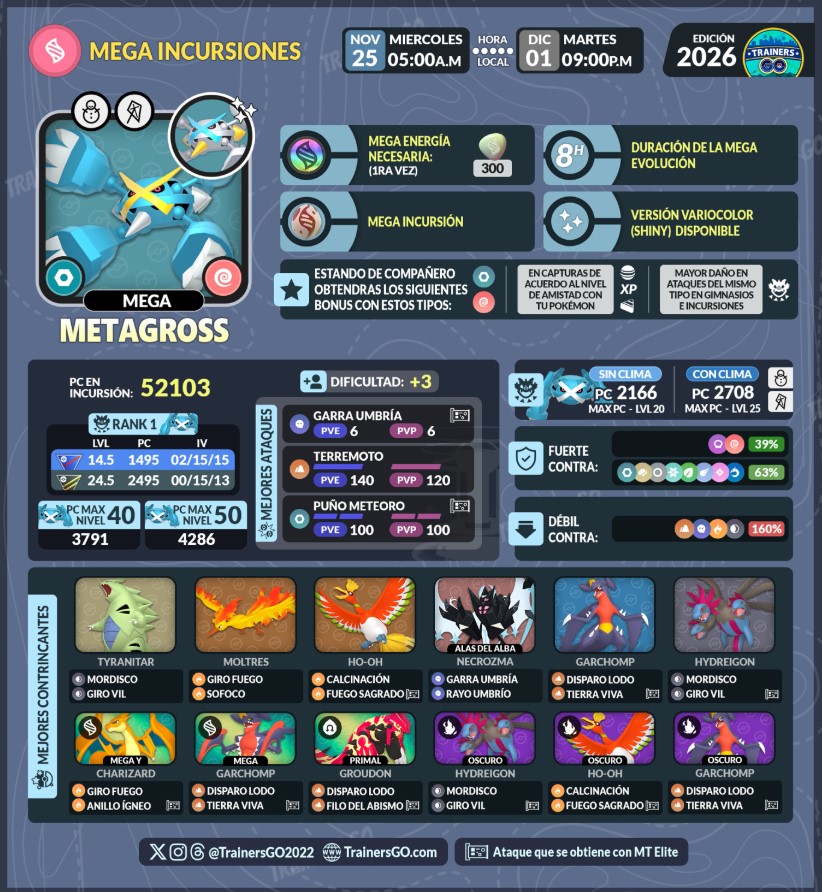 MEGA INCURSIONES
NOV
25
MIERCOLES
05:00A.M
HORA
LOCAL
DIC
01
MARTES
09:00P.M
EDICIÓN
2026
TRAINERS
GO
MEGA ENERGÍA
NECESARIA:
(1RA VEZ)
300
8H
DURACIÓN DE LA MEGA
EVOLUCIÓN
MEGA INCURSIÓN
VERSIÓN VARIOCOLOR
(SHINY) DISPONIBLE
ESTANDO DE COMPAÑERO
OBTENDRAS LOS SIGUIENTES
BONUS CON ESTOS TIPOS:
EN CAPTURAS DE
ACUERDO AL NIVEL
DE AMISTAD CON
TU POKÉMON
XP
MAYOR DAÑO EN
ATAQUES DEL MISMO
TIPO EN GIMNASIOS
E INCURSIONES
MEGA
METAGROSS
PC EN
INCURSIÓN: 52103
RANK 1
LVL PC IV
14.5 1495 02/15/15
24.5 2495 00/15/13
PC MAX
NIVEL 40
3791
PC MAX
NIVEL 50
4286
DIFICULTAD: +3
MEJORES ATAQUES
GARRA UMBRÍA
PVE 6 PVP 6
TERREMOTO
PVE 140 PVP 120
PUÑO METEORO
PVE 100 PVP 100
SIN CLIMA
PC 2166
MAX PC - LVL 20
CON CLIMA
PC 2708
MAX PC - LVL 25
FUERTE
CONTRA:
39%
63%
DÉBIL
CONTRA:
160%
MEJORES CONTRINCANTES
TYRANITAR
MORDISCO
GIRO VIL
MOLTRES
GIRO FUEGO
SOFOCO
HO-OH
CALCINACIÓN
FUEGO SAGRADO
ALAS DEL ALBA
NECROZMA
GARRA UMBRÍA
RAYO UMBRÍO
GARCHOMP
DISPARO LODO
TIERRA VIVA
HYDREIGON
MORDISCO
GIRO VIL
MEGA Y
CHARIZARD
GIRO FUEGO
ANILLO ÍGNEO
MEGA
GARCHOMP
DISPARO LODO
TIERRA VIVA
PRIMAL
GROUDON
DISPARO LODO
FILO DEL ABISMO
OSCURO
HYDREIGON
MORDISCO
GIRO VIL
OSCURO
HO-OH
CALCINACIÓN
FUEGO SAGRADO
OSCURO
GARCHOMP
DISPARO LODO
TIERRA VIVA
@TrainersGO2022 TrainersGO.com
Ataque que se obtiene con MT Elite